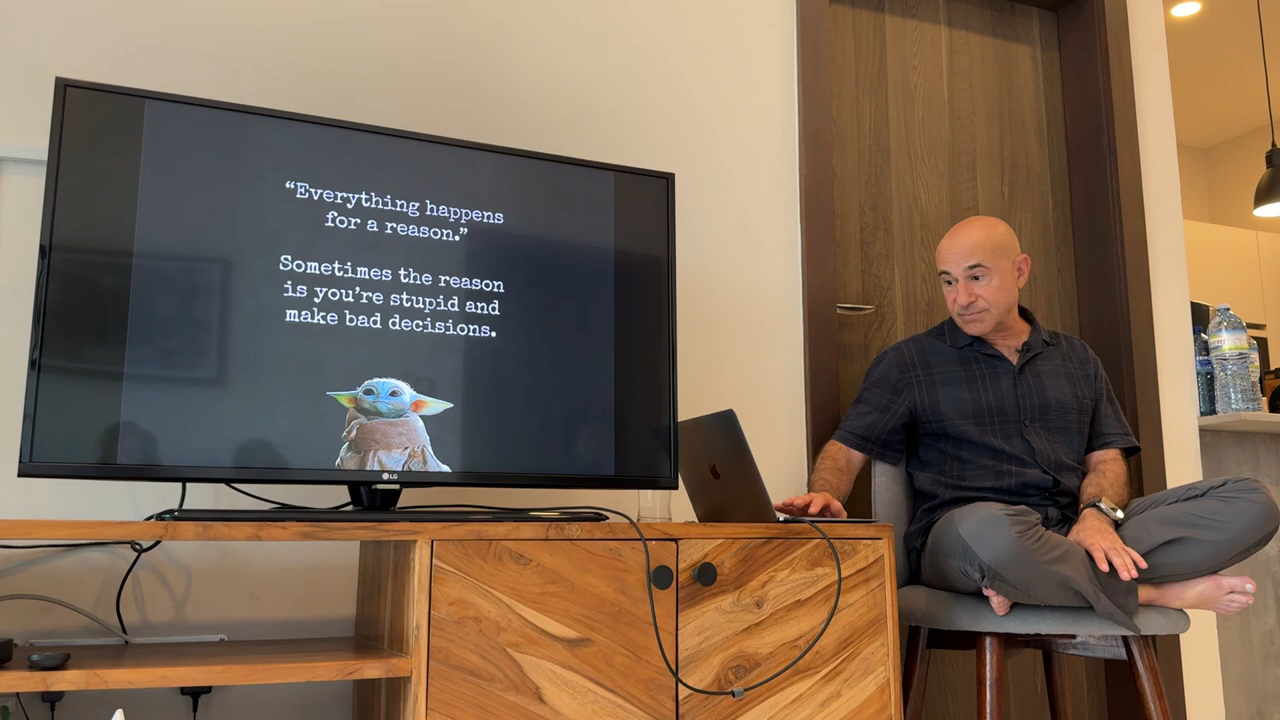 “Everything happens
for a reason.”
Sometimes the reason
is you’re stupid and
make bad decisions.
LG